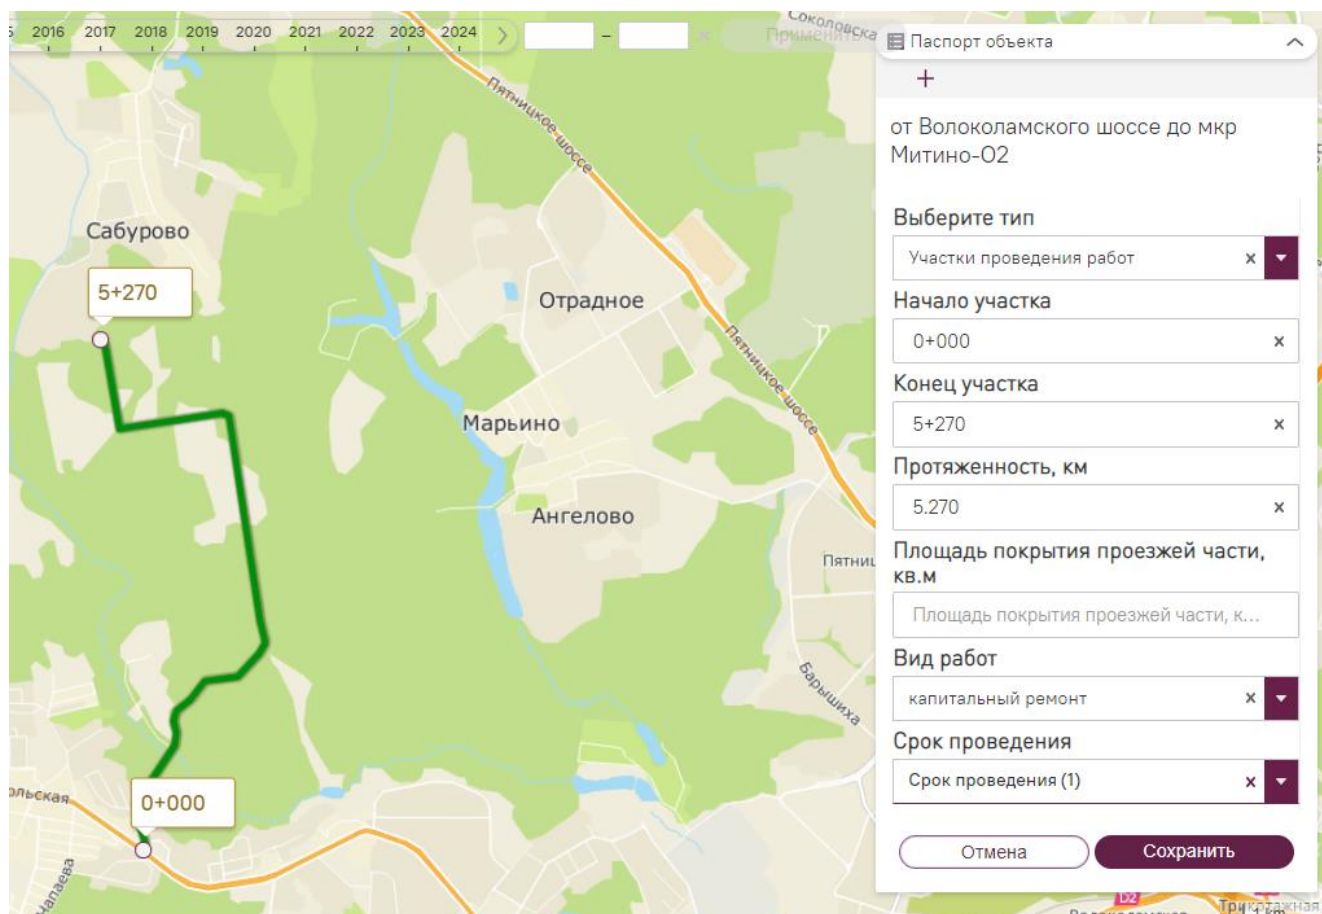 2016 2017 2018 2019 2020 2021 2022 2023 2024
–
Применить
Паспорт объекта
+
от Волоколамского шоссе до мкр
Митино-О2
Выберите тип
Участки проведения работ
Начало участка
0+000
Конец участка
5+270
Протяженность, км
5.270
Площадь покрытия проезжей части,
кв.м
Площадь покрытия проезжей части, к...
Вид работ
капитальный ремонт
Срок проведения
Срок проведения (1)
Отмена
Сохранить
Пятницкое шоссе
Сабурово
5+270
Отрадное
Пятницкое шоссе
Марьино
Ангелово
Барышиха
0+000
Чапаева
D2
Трикотажная